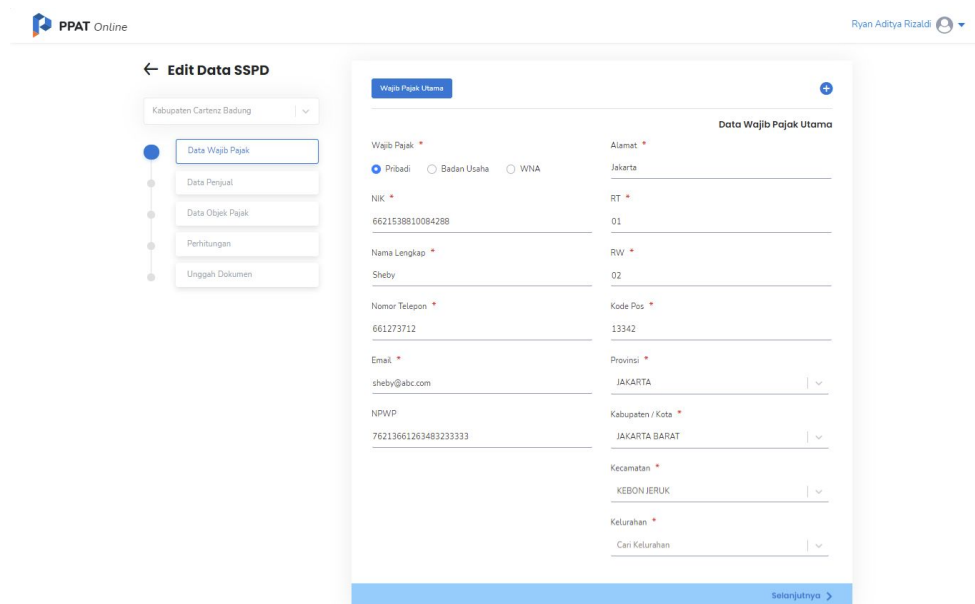 PPAT Online
Ryan Aditya Rizaldi
Edit Data SSPD
Kabupaten Cartenz Badung
Data Wajib Pajak
Data Penjual
Data Objek Pajak
Perhitungan
Unggah Dokumen
Wajib Pajak Utama
Data Wajib Pajak Utama
Wajib Pajak *
Pribadi Badan Usaha WNA
NIK *
6621538810084288
Nama Lengkap *
Sheby
Nomor Telepon *
661273712
Email *
sheby@abc.com
NPWP
76213661263483233333
Alamat *
Jakarta
RT *
01
RW *
02
Kode Pos *
13342
Provinsi *
JAKARTA
Kabupaten / Kota *
JAKARTA BARAT
Kecamatan *
KEBON JERUK
Kelurahan *
Cari Kelurahan
Selanjutnya